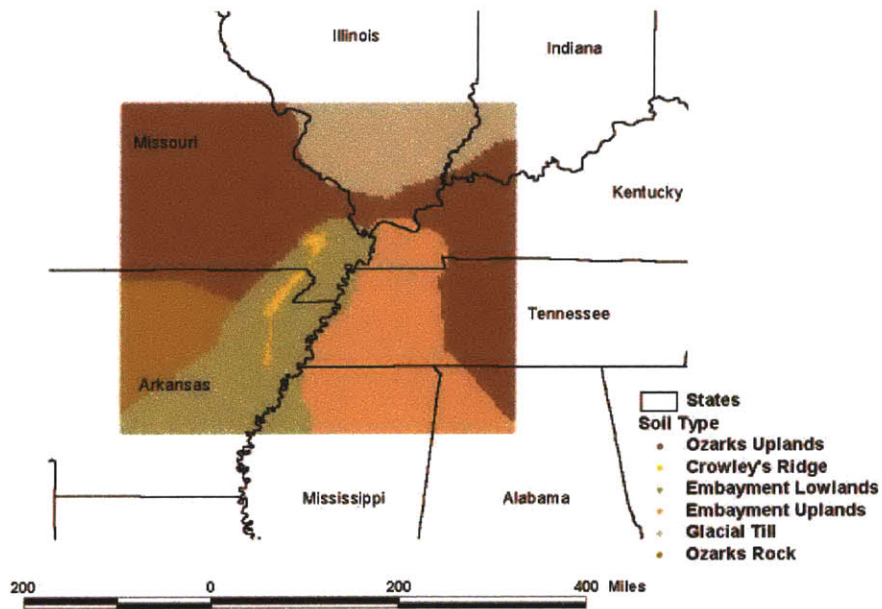 Illinois
Indiana
Missouri
Kentucky
Tennessee
Arkansas
States
Soil Type
Ozarks Uplands
Crowley's Ridge
Embayment Lowlands
Embayment Uplands
Glacial Till
Ozarks Rock
Mississippi
Alabama
200 0 200 400 Miles